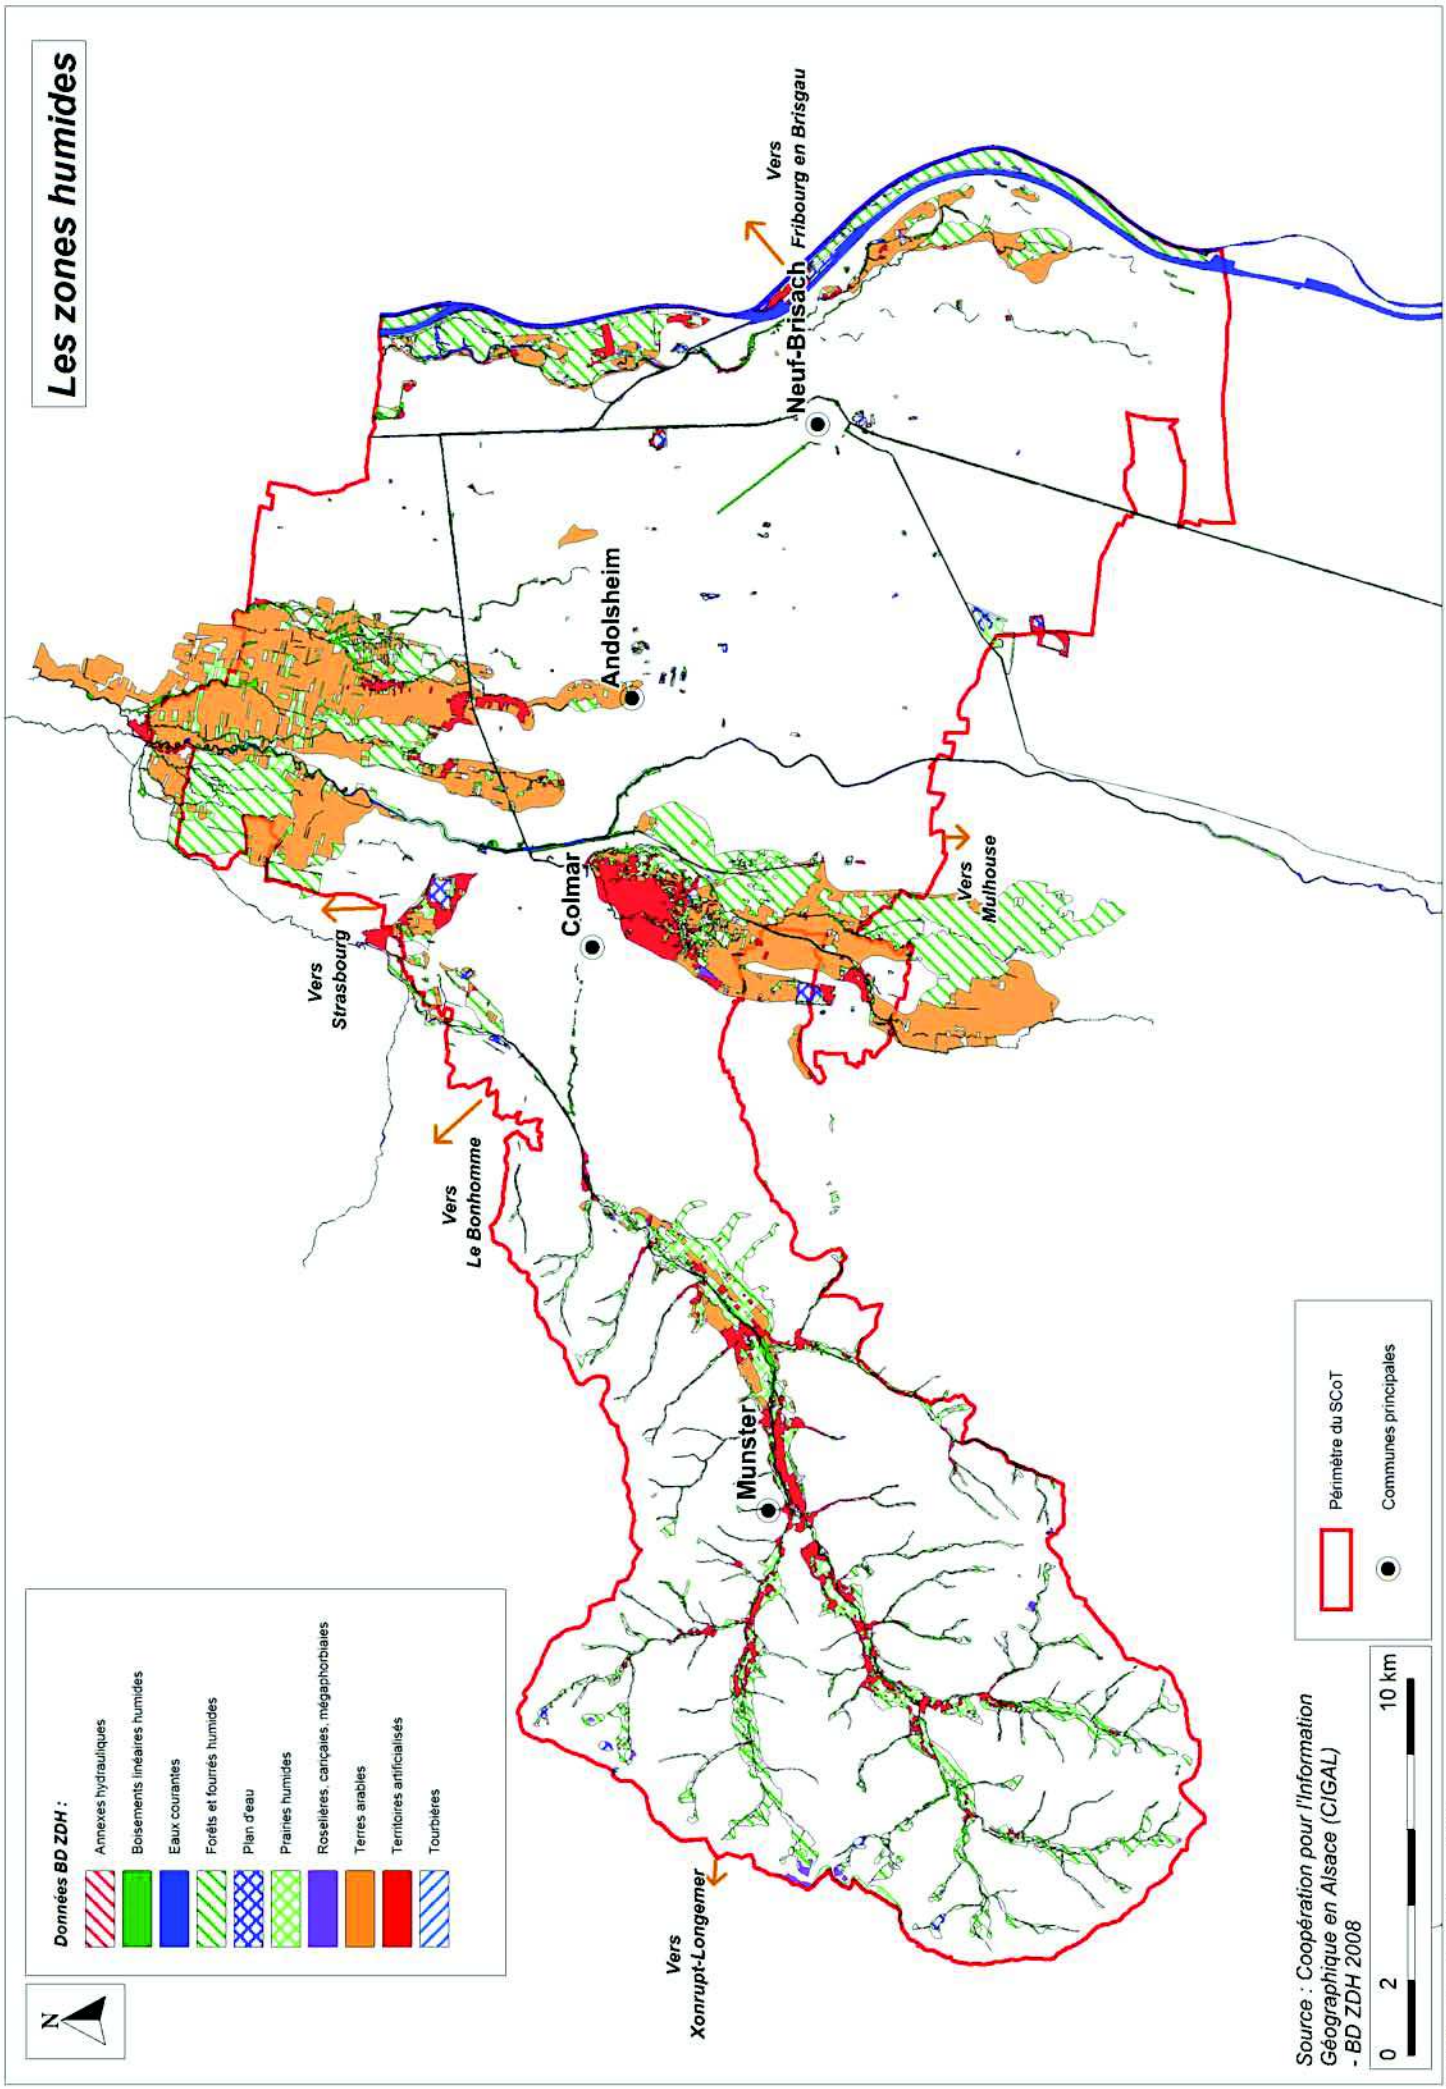 Les zones humides
N
Données BD ZDH :
Annexes hydrauliques
Boisements linéaires humides
Eaux courantes
Forêts et fourrés humides
Plan d'eau
Prairies humides
Roselières, cariçaies, mégaphorbiaies
Terres arables
Territoires artificialisés
Tourbières
Vers
Strasbourg
Vers
Le Bonhomme
Colmar
Andolsheim
Vers
Fribourg en Brisgau
Neuf-Brisach
Munster
Vers
Xonrupt-Longemer
Vers
Mulhouse
Source : Coopération pour l'Information
Géographique en Alsace (CIGAL)
- BD ZDH 2008
0 2 10 km
Périmètre du SCoT
Communes principales